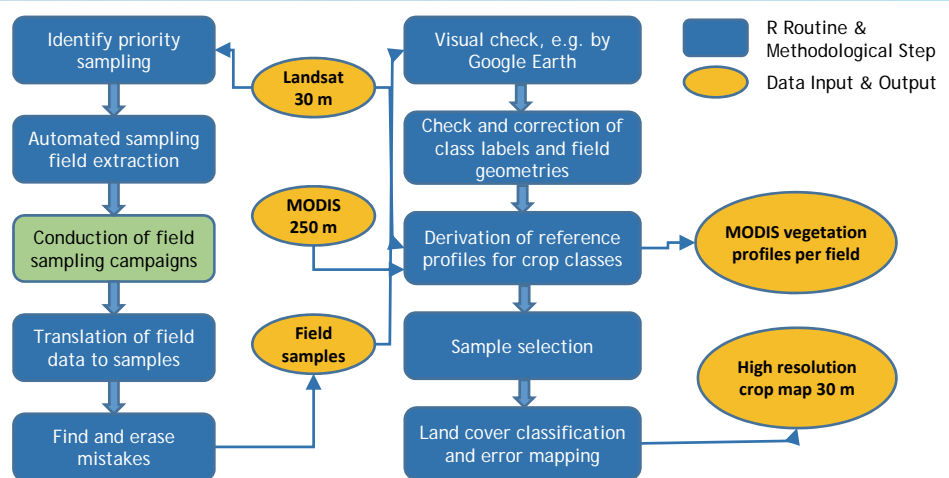 Identify priority
sampling
Automated sampling
field extraction
Conduction of field
sampling campaigns
Translation of field
data to samples
Find and erase
mistakes
Landsat
30 m
MODIS
250 m
Field
samples
Visual check, e.g. by
Google Earth
Check and correction of
class labels and field
geometries
Derivation of reference
profiles for crop classes
Sample selection
Land cover classification
and error mapping
R Routine &
Methodological Step
Data Input & Output
MODIS vegetation
profiles per field
High resolution
crop map 30 m